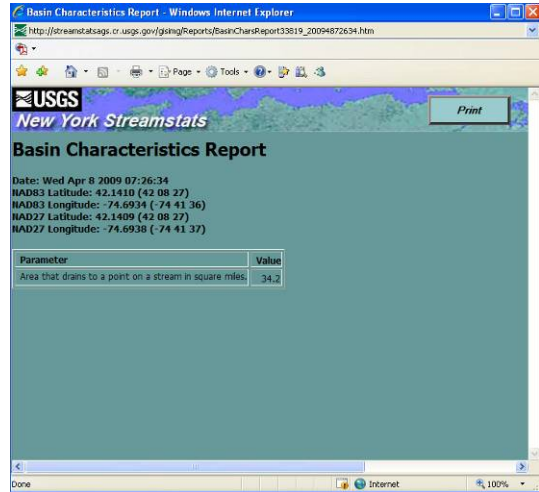 Basin Characteristics Report - Windows Internet Explorer
http://streamstatsags.cr.usgs.gov/gisimg/Reports/BasinCharsReport33819_20094872634.htm
Page Tools
USGS
New York Streamstats
Print
Basin Characteristics Report
Date: Wed Apr 8 2009 07:26:34
NAD83 Latitude: 42.1410 (42 08 27)
NAD83 Longitude: -74.6934 (-74 41 36)
NAD27 Latitude: 42.1409 (42 08 27)
NAD27 Longitude: -74.6938 (-74 41 37)
Parameter Value
Area that drains to a point on a stream in square miles. 34.2
Done Internet 100%